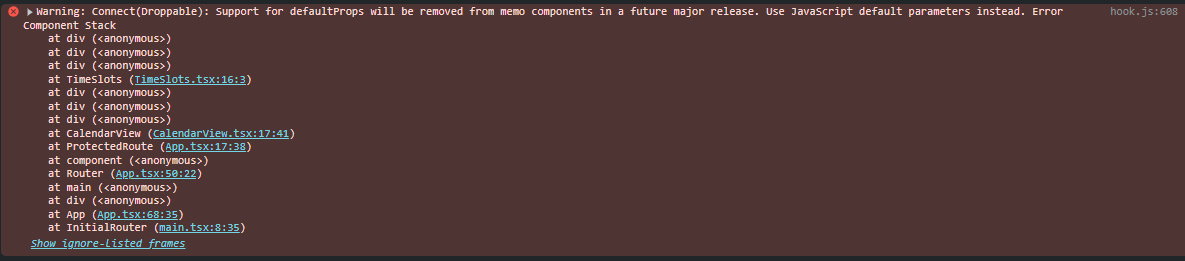 Warning: Connect(Droppable): Support for defaultProps will be removed from memo components in a future major release. Use JavaScript default parameters instead. Error hook.js:608
Component Stack
at div (<anonymous>)
at div (<anonymous>)
at div (<anonymous>)
at TimeSlots (TimeSlots.tsx:16:3)
at div (<anonymous>)
at div (<anonymous>)
at div (<anonymous>)
at CalendarView (CalendarView.tsx:17:41)
at ProtectedRoute (App.tsx:17:38)
at component (<anonymous>)
at Router (App.tsx:50:22)
at main (<anonymous>)
at div (<anonymous>)
at App (App.tsx:68:35)
at InitialRouter (main.tsx:8:35)
Show ignore-listed frames